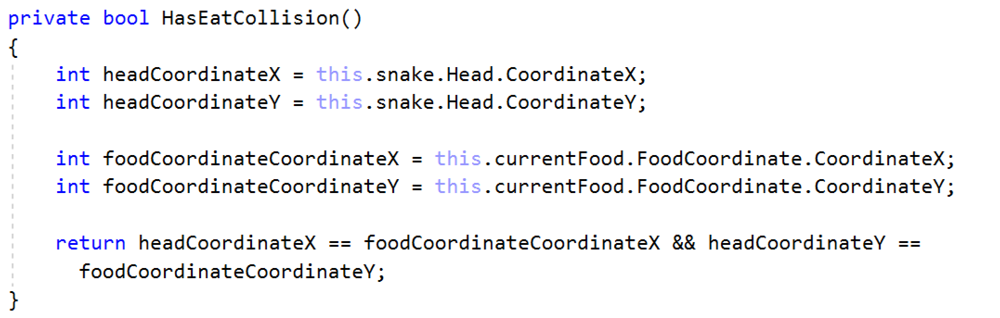 private bool HasEatCollision()
{
int headCoordinateX = this.snake.Head.CoordinateX;
int headCoordinateY = this.snake.Head.CoordinateY;
int foodCoordinateCoordinateX = this.currentFood.FoodCoordinate.CoordinateX;
int foodCoordinateCoordinateY = this.currentFood.FoodCoordinate.CoordinateY;
return headCoordinateX == foodCoordinateCoordinateX && headCoordinateY ==
foodCoordinateCoordinateY;
}